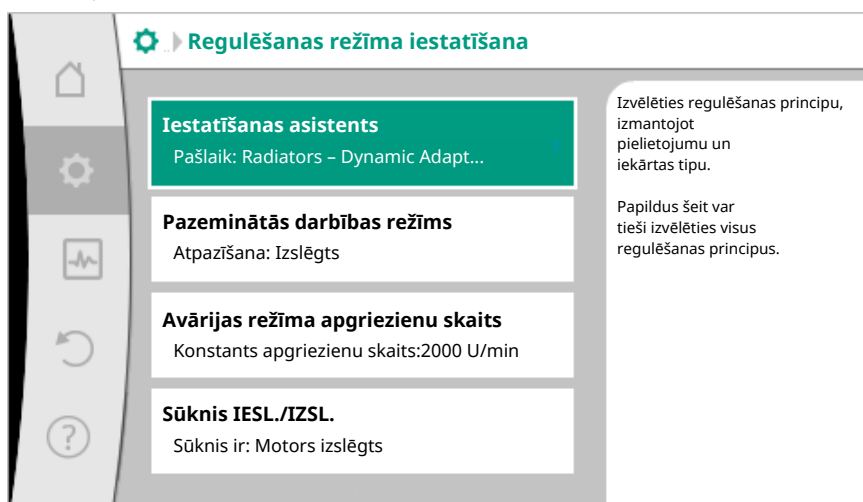 Regulēšanas režīma iestatīšana
Iestatīšanas asistents
Pašlaik: Radiators – Dynamic Adapt...
Pazeminātās darbības režīms
Atpazīšana: Izslēgts
Avārijas režīma apgriezienu skaits
Konstants apgriezienu skaits:2000 U/min
Sūknis IESL./IZSL.
Sūknis ir: Motors izslēgts
Izvēlēties regulēšanas principu,
izmantojot
pielietojumu un
iekārtas tipu.
Papildus šeit var
tieši izvēlēties visus
regulēšanas principus.